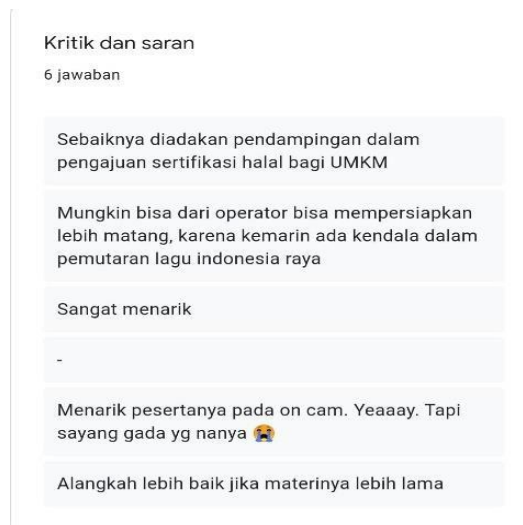 Kritik dan saran
6 jawaban
Sebaiknya diadakan pendampingan dalam
pengajuan sertifikasi halal bagi UMKM
Mungkin bisa dari operator bisa mempersiapkan
lebih matang, karena kemarin ada kendala dalam
pemutaran lagu indonesia raya
Sangat menarik
-
Menarik pesertanya pada on cam. Yeaaay. Tapi
sayang gada yg nanya 😭
Alangkah lebih baik jika materinya lebih lama